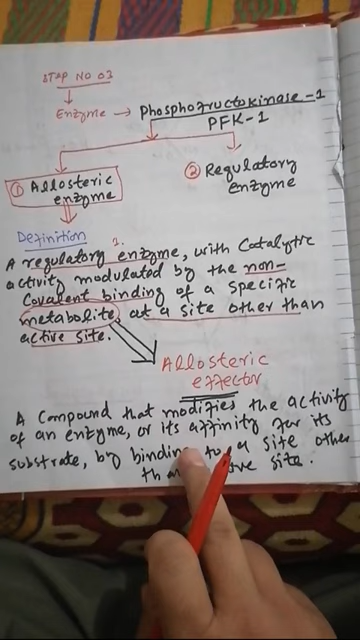 STEP NO 03
Enzyme → Phosphofructokinase-1
PFK-1
① Allosteric
enzyme
② Regulatory
enzyme
Definition
1.
A regulatory enzyme, with Catalytic
activity modulated by the non-
Covalent binding of a specific
metabolite, at a site other than
active site.
Allosteric
effector
A Compound that modifies the activity
of an enzyme, or its affinity for its
substrate, by binding to a site other
site.